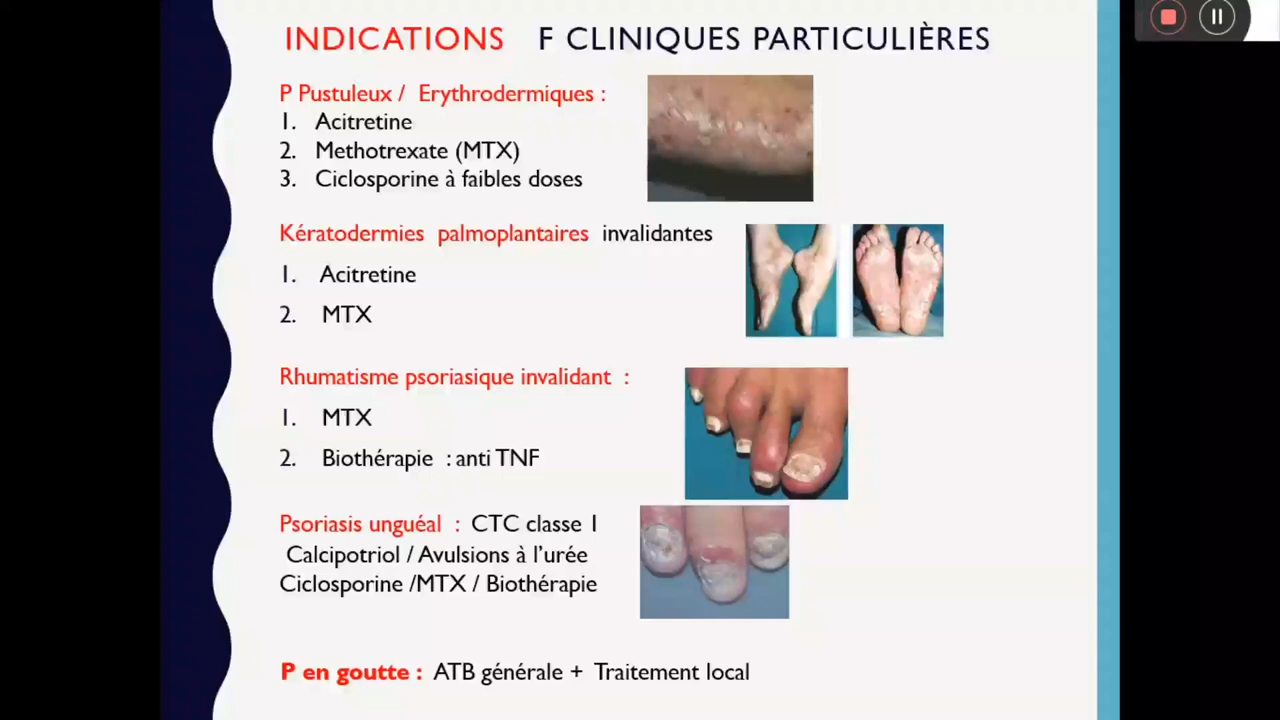 INDICATIONS F CLINIQUES PARTICULIÈRES
P Pustuleux / Erythrodermiques :
1. Acitretine
2. Methotrexate (MTX)
3. Ciclosporine à faibles doses
Kératodermies palmoplantaires invalidantes
1. Acitretine
2. MTX
Rhumatisme psoriasique invalidant :
1. MTX
2. Biothérapie : anti TNF
Psoriasis unguéal : CTC classe I
Calcipotriol / Avulsions à l'urée
Ciclosporine /MTX / Biothérapie
P en goutte : ATB générale + Traitement local